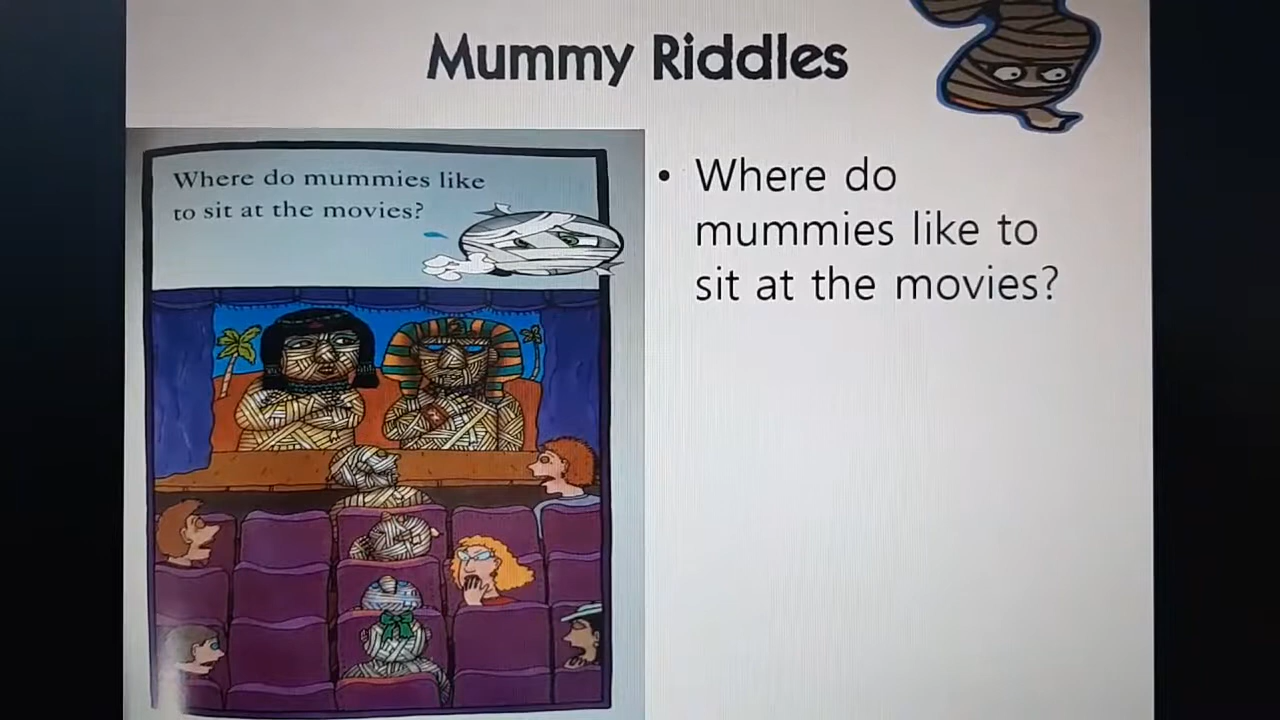 Mummy Riddles
Where do mummies like
to sit at the movies?
• Where do
mummies like to
sit at the movies?